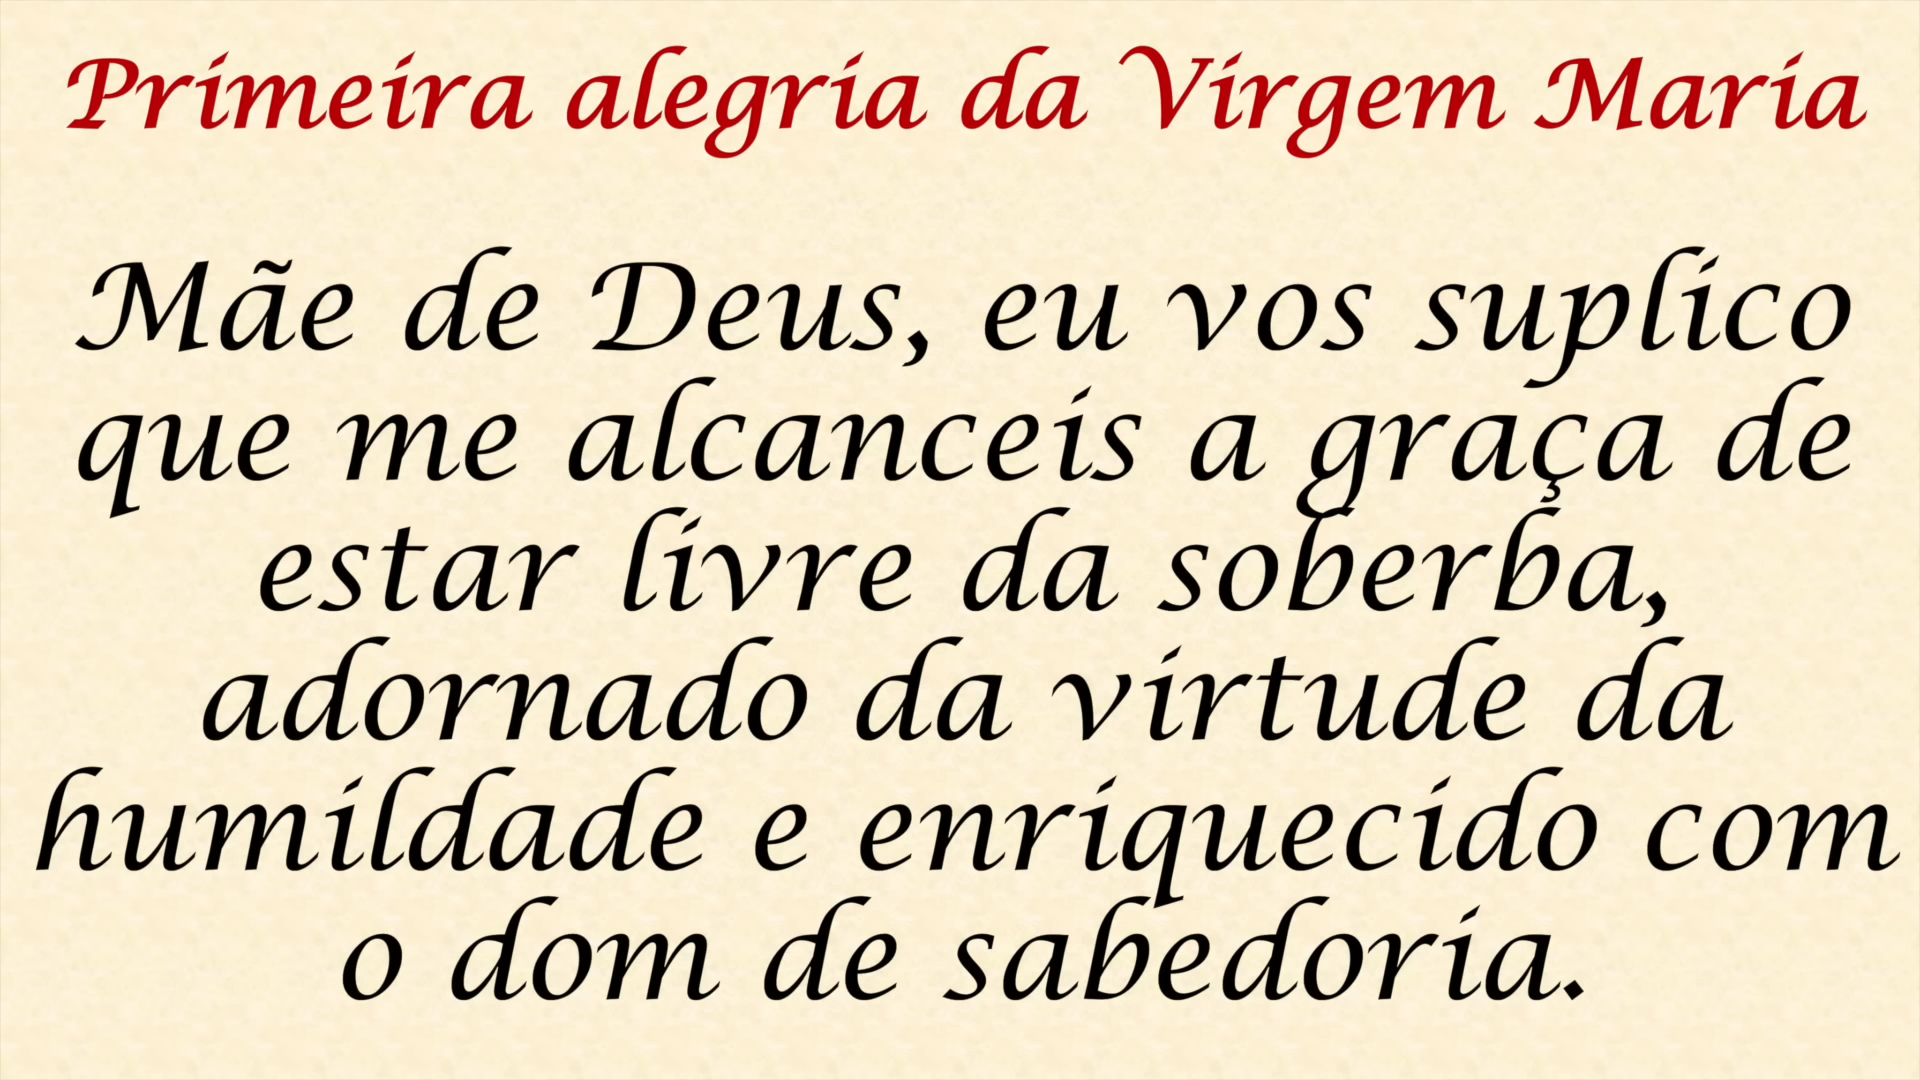 Primeira alegria da Virgem Maria
Mãe de Deus, eu vos suplico
que me alcanceis a graça de
estar livre da soberba,
adornado da virtude da
humildade e enriquecido com
o dom de sabedoria.